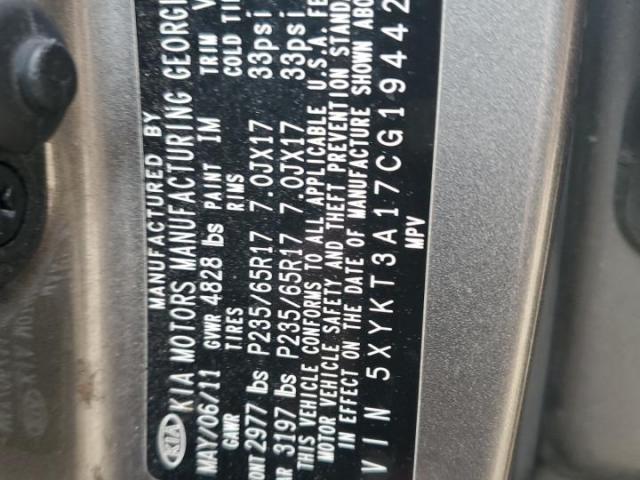 MANUFACTURED BY
KIA KIA MOTORS MANUFACTURING GEORGI
MAY/06/11 GVWR 4828 lbs PAINT 1M TRIM V
GAWR TIRES RIMS COLD TI
ONT 2977 lbs P235/65R17 7.0JX17 33psi
AR 3197 lbs P235/65R17 7.0JX17 33psi
THIS VEHICLE CONFORMS TO ALL APPLICABLE U.S.A. FE
MOTOR VEHICLE SAFETY AND THEFT PREVENTION STAND
IN EFFECT ON THE DATE OF MANUFACTURE SHOWN ABO
VIN 5XYKT3A17CG19442
MPV